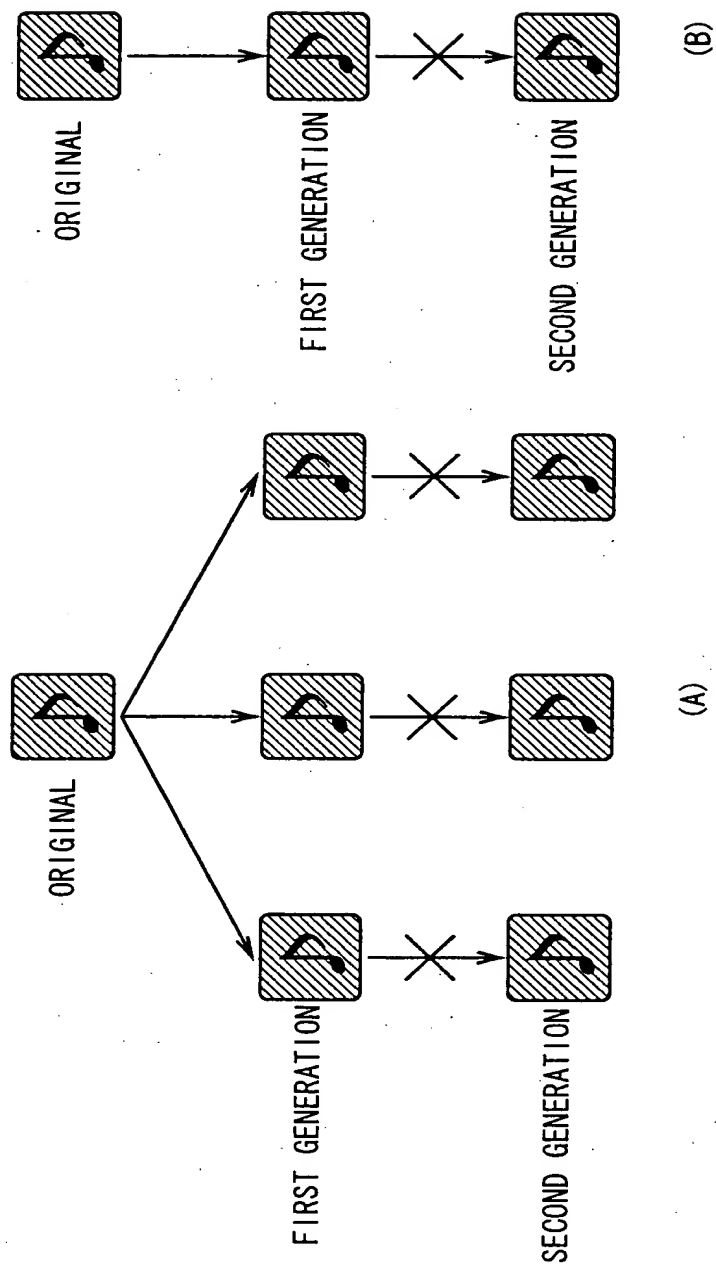 ORIGINAL
FIRST GENERATION
SECOND GENERATION
(A)
ORIGINAL
FIRST GENERATION
SECOND GENERATION
(B)